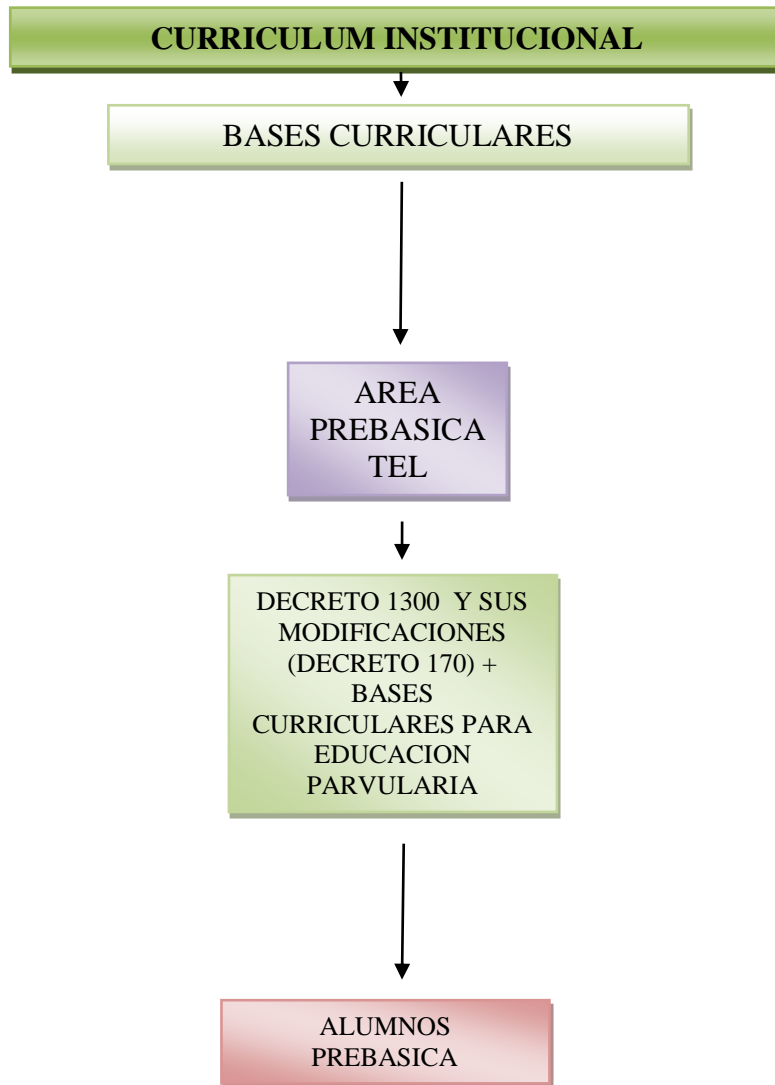 CURRICULUM INSTITUCIONAL
BASES CURRICULARES
AREA
PREBASICA
TEL
DECRETO 1300 Y SUS
MODIFICACIONES
(DECRETO 170) +
BASES
CURRICULARES PARA
EDUCACION
PARVULARIA
ALUMNOS
PREBASICA